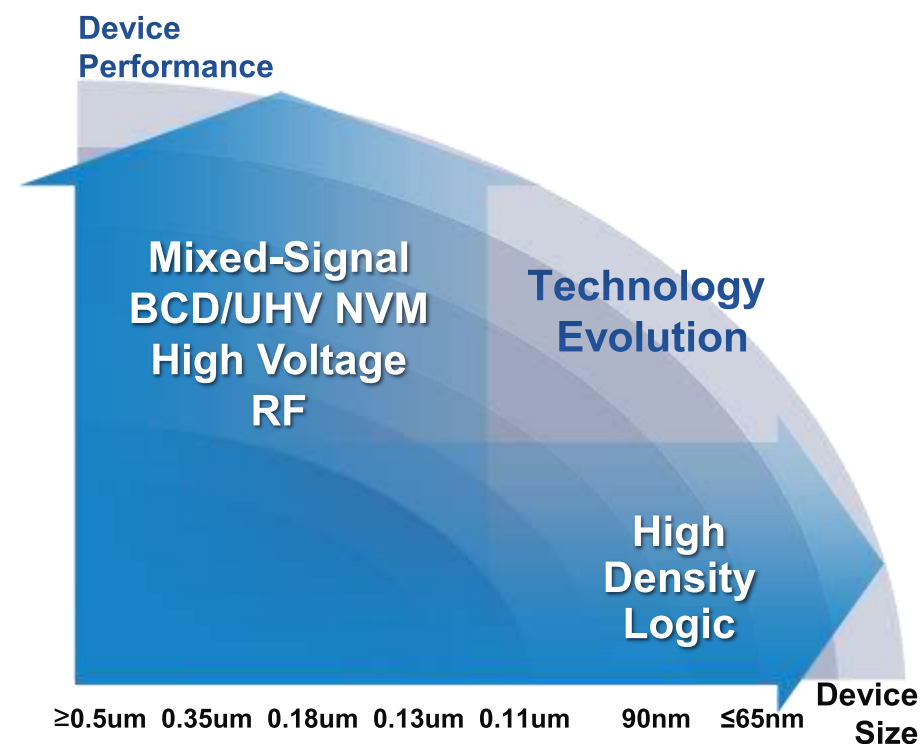 Device
Performance
Mixed-Signal
BCD/UHV NVM
High Voltage
RF
Technology
Evolution
High
Density
Logic
≥0.5um 0.35um 0.18um 0.13um 0.11um 90nm ≤65nm
Device
Size